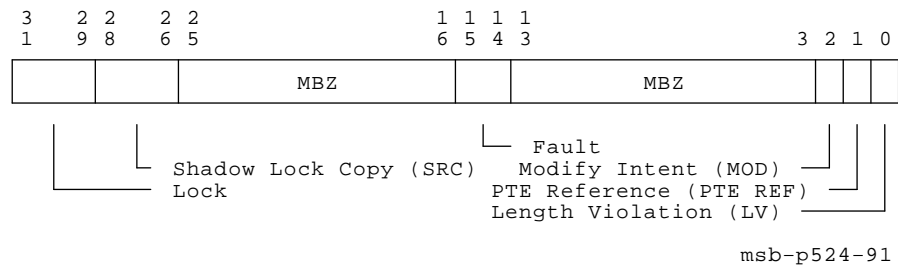 3 2 2 2 2 1 1 1 1
1 9 8 6 5 6 5 4 3 3 2 1 0
MBZ MBZ
Fault
Shadow Lock Copy (SRC) Modify Intent (MOD)
Lock PTE Reference (PTE REF)
Length Violation (LV)
msb-p524-91